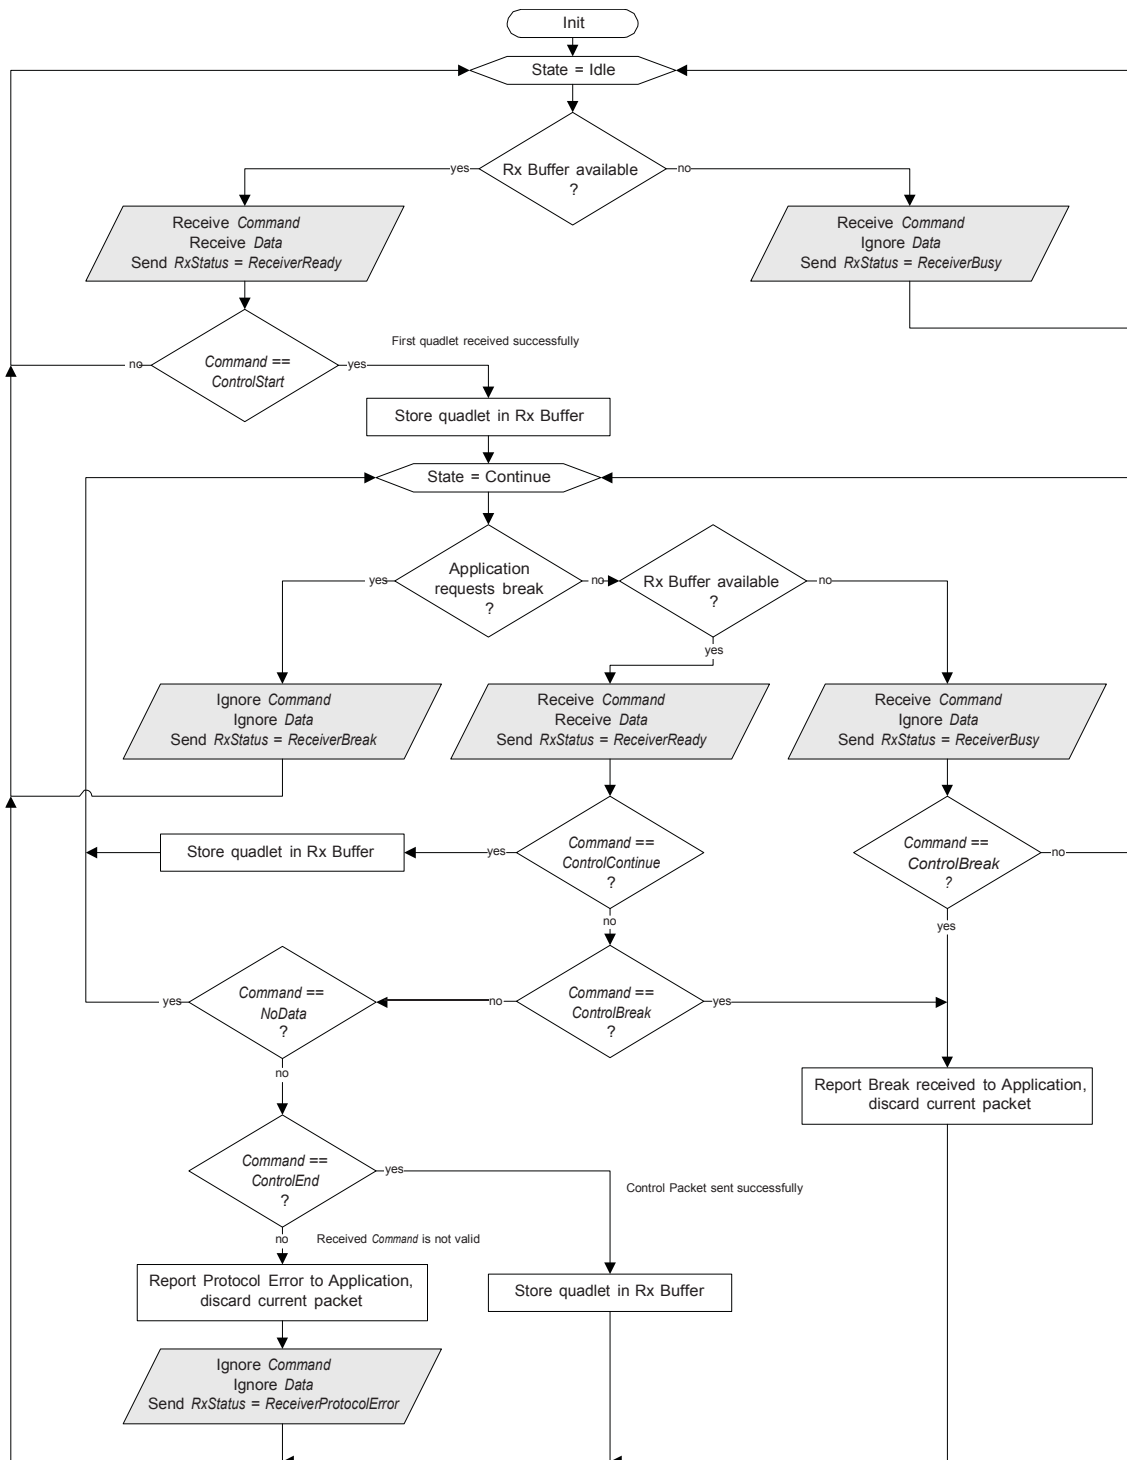 Init
State = Idle
Rx Buffer available
?
yes
no
Receive Command
Receive Data
Send RxStatus = ReceiverReady
Receive Command
Ignore Data
Send RxStatus = ReceiverBusy
First quadlet received successfully
Command ==
ControlStart
no
yes
Store quadlet in Rx Buffer
State = Continue
Application
requests break
?
yes
no
Rx Buffer available
?
no
yes
Ignore Command
Ignore Data
Send RxStatus = ReceiverBreak
Receive Command
Receive Data
Send RxStatus = ReceiverReady
Receive Command
Ignore Data
Send RxStatus = ReceiverBusy
Store quadlet in Rx Buffer
yes
Command ==
ControlContinue
?
no
Command ==
ControlBreak
?
no
yes
yes
Command ==
NoData
?
no
no
Command ==
ControlBreak
?
yes
Report Break received to Application,
discard current packet
Command ==
ControlEnd
?
yes
Control Packet sent successfully
no
Received Command is not valid
Report Protocol Error to Application,
discard current packet
Store quadlet in Rx Buffer
Ignore Command
Ignore Data
Send RxStatus = ReceiverProtocolError